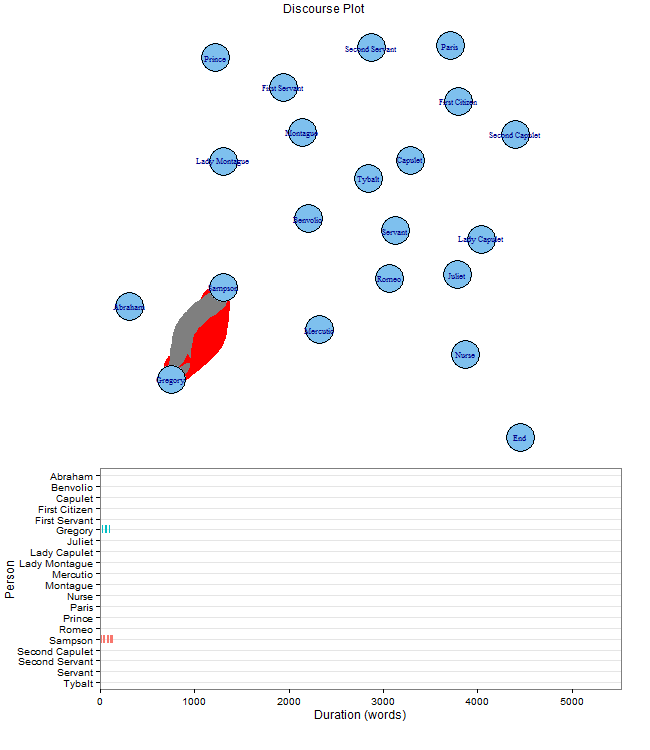 Discourse Plot
Second Servant
Paris
Prince
First Servant
First Citizen
Montague
Second Capulet
Lady Montague
Capulet
Tybalt
Benvolio
Servant
Lady Capulet
Juliet
Romeo
Sampson
Abraham
Mercutio
Nurse
Gregory
End
Abraham
Benvolio
Capulet
First Citizen
First Servant
Gregory
Juliet
Lady Capulet
Lady Montague
Mercutio
Montague
Nurse
Paris
Prince
Romeo
Sampson
Second Capulet
Second Servant
Servant
Tybalt
Person
0 1000 2000 3000 4000 5000
Duration (words)